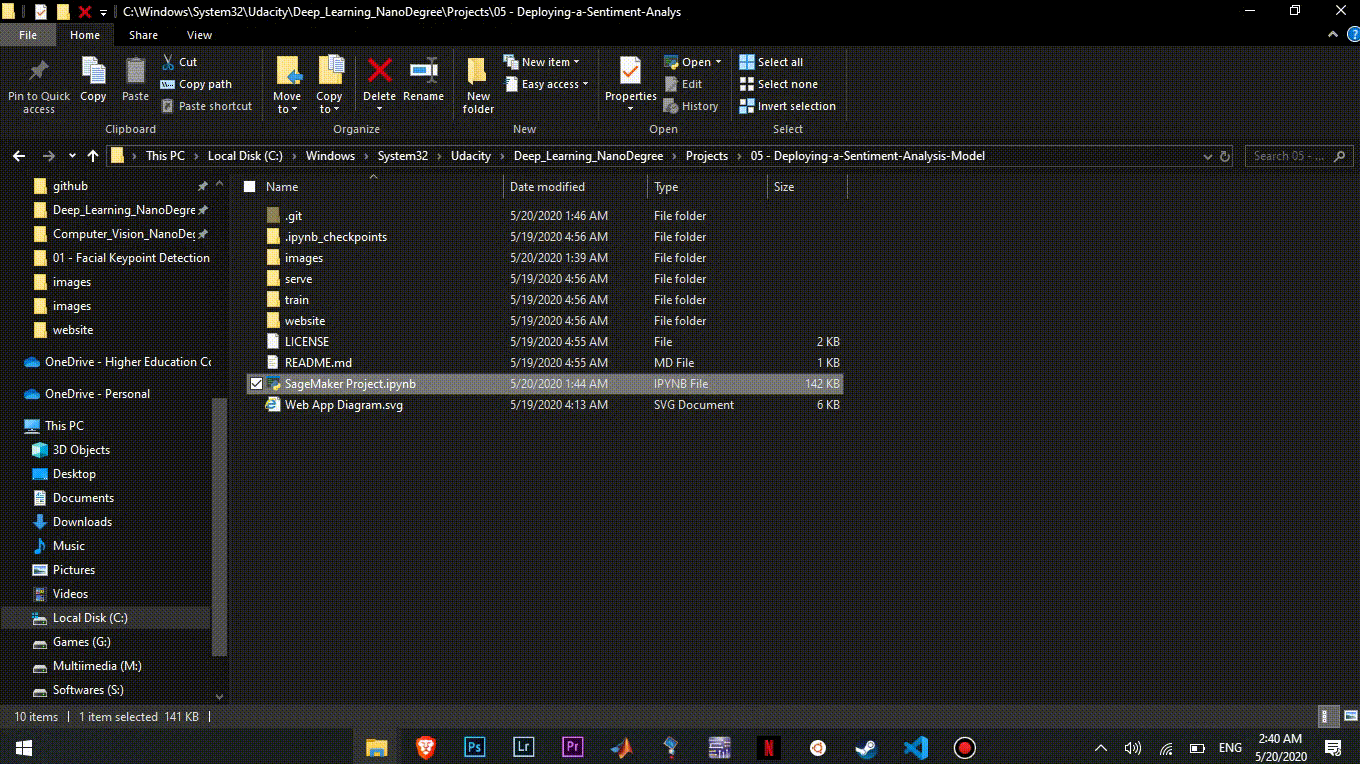 C:\Windows\System32\Udacity\Deep_Learning_NanoDegree\Projects\05 - Deploying-a-Sentiment-Analys
File Home Share View
Pin to Quick access
Copy
Paste
Cut
Copy path
Paste shortcut
Clipboard
Move to
Copy to
Delete
Rename
Organize
New folder
New item
Easy access
New
Properties
Open
Edit
History
Open
Select all
Select none
Invert selection
Select
This PC › Local Disk (C:) › Windows › System32 › Udacity › Deep_Learning_NanoDegree › Projects › 05 - Deploying-a-Sentiment-Analysis-Model
Search 05 - ...
github
Deep_Learning_NanoDegre
Computer_Vision_NanoDeg
01 - Facial Keypoint Detection
images
images
website
OneDrive - Higher Education Co
OneDrive - Personal
This PC
3D Objects
Desktop
Documents
Downloads
Music
Pictures
Videos
Local Disk (C:)
Games (G:)
Multiimedia (M:)
Softwares (S:)
Name Date modified Type Size
.git 5/20/2020 1:46 AM File folder
.ipynb_checkpoints 5/19/2020 4:56 AM File folder
images 5/20/2020 1:39 AM File folder
serve 5/19/2020 4:56 AM File folder
train 5/19/2020 4:56 AM File folder
website 5/19/2020 4:56 AM File folder
LICENSE 5/19/2020 4:55 AM File 2 KB
README.md 5/19/2020 4:55 AM MD File 1 KB
SageMaker Project.ipynb 5/20/2020 1:44 AM IPYNB File 142 KB
Web App Diagram.svg 5/19/2020 4:13 AM SVG Document 6 KB
10 items 1 item selected 141 KB
Ps Lr Pr N
ENG
2:40 AM
5/20/2020